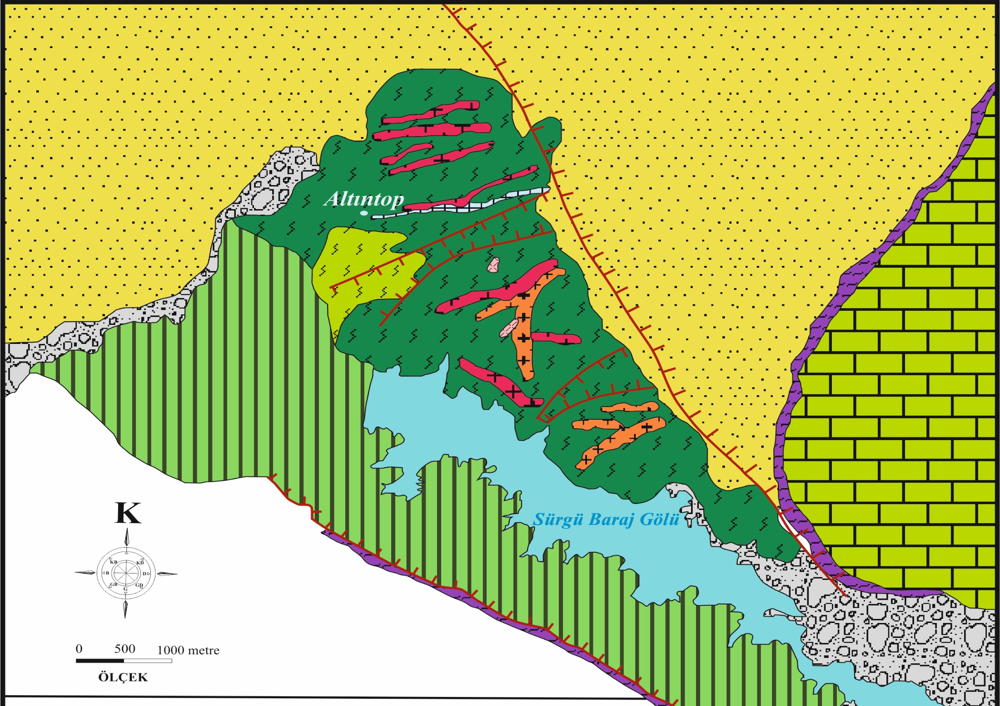 Altıntop
Sürgü Baraj Gölü
K
KB
KD
B
D
GB
GD
G
0 500 1000 metre
ÖLÇEK